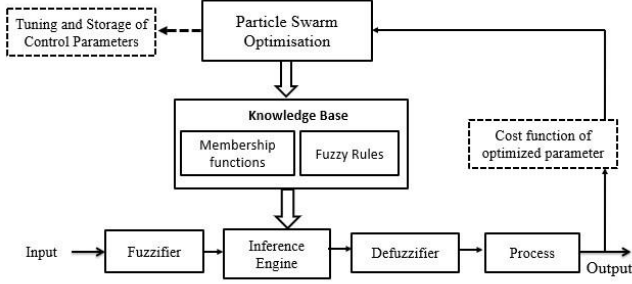 Tuning and Storage of
Control Parameters
Particle Swarm
Optimisation
Knowledge Base
Membership
functions
Fuzzy Rules
Cost function of
optimized parameter
Input
Fuzzifier
Inference
Engine
Defuzzifier
Process
Output